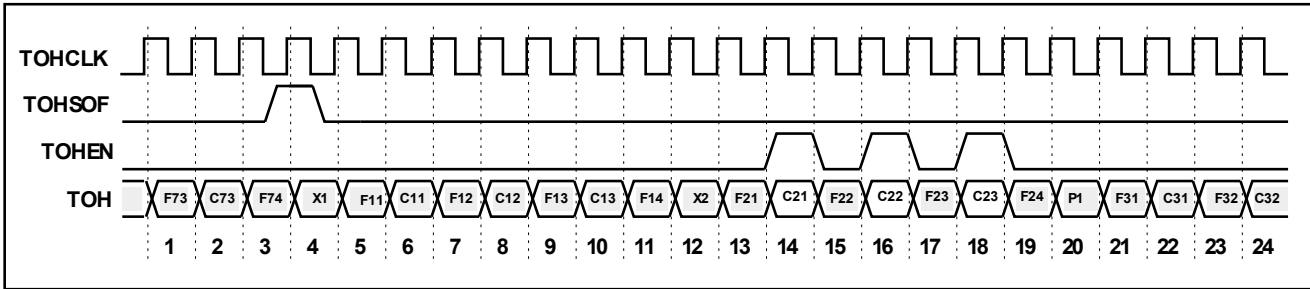 TOHCLK
TOHSOF
TOHEN
TOH F73 C73 F74 X1 F11 C11 F12 C12 F13 C13 F14 X2 F21 C21 F22 C22 F23 C23 F24 P1 F31 C31 F32 C32
1 2 3 4 5 6 7 8 9 10 11 12 13 14 15 16 17 18 19 20 21 22 23 24